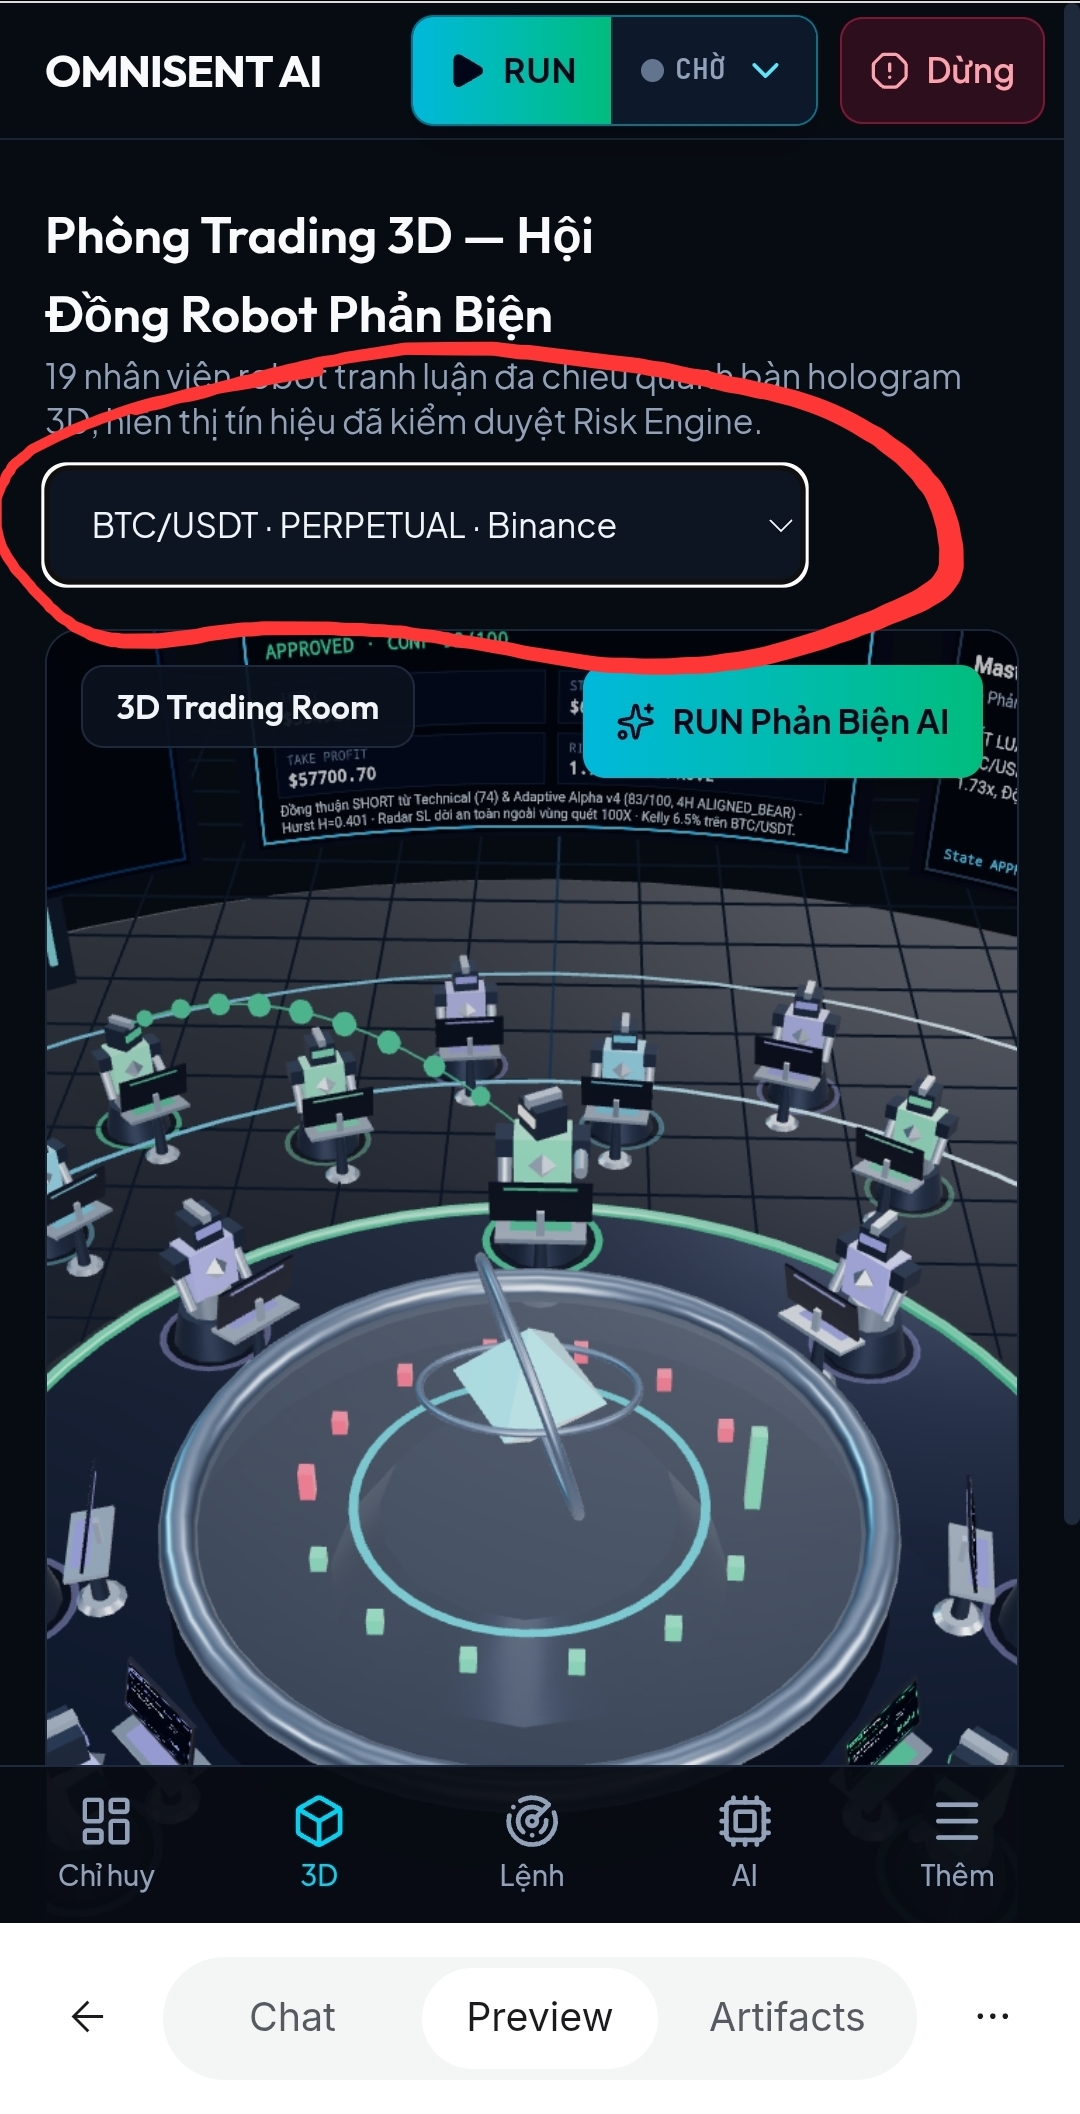 OMNISENT AI
RUN
CHỜ
Dừng
Phòng Trading 3D — Hội
Đồng Robot Phản Biện
19 nhân viên robot tranh luận đa chiều quanh bàn hologram
3D, hiển thị tín hiệu đã kiểm duyệt Risk Engine.
BTC/USDT · PERPETUAL · Binance
APPROVED
3D Trading Room
RUN Phản Biện AI
TAKE PROFIT
$57700.70
Đồng thuận SHORT từ Technical (74) & Adaptive Alpha v4 (83/100, 4H ALIGNED_BEAR) ·
Hurst H=0.401 · Radar SL dời an toàn ngoài vùng quét 100X · Kelly 6.5% trên BTC/USDT.
1.73x,
State
Chỉ huy
3D
Lệnh
AI
Thêm
Chat
Preview
Artifacts